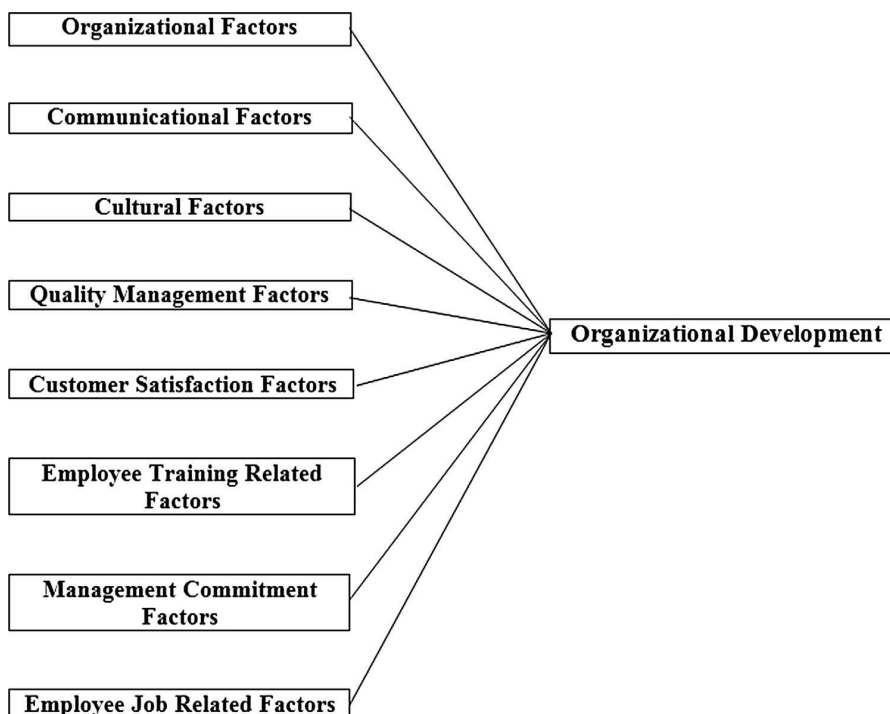 Organizational Factors
Communicational Factors
Cultural Factors
Quality Management Factors
Organizational Development
Customer Satisfaction Factors
Employee Training Related
Factors
Management Commitment
Factors
Employee Job Related Factors